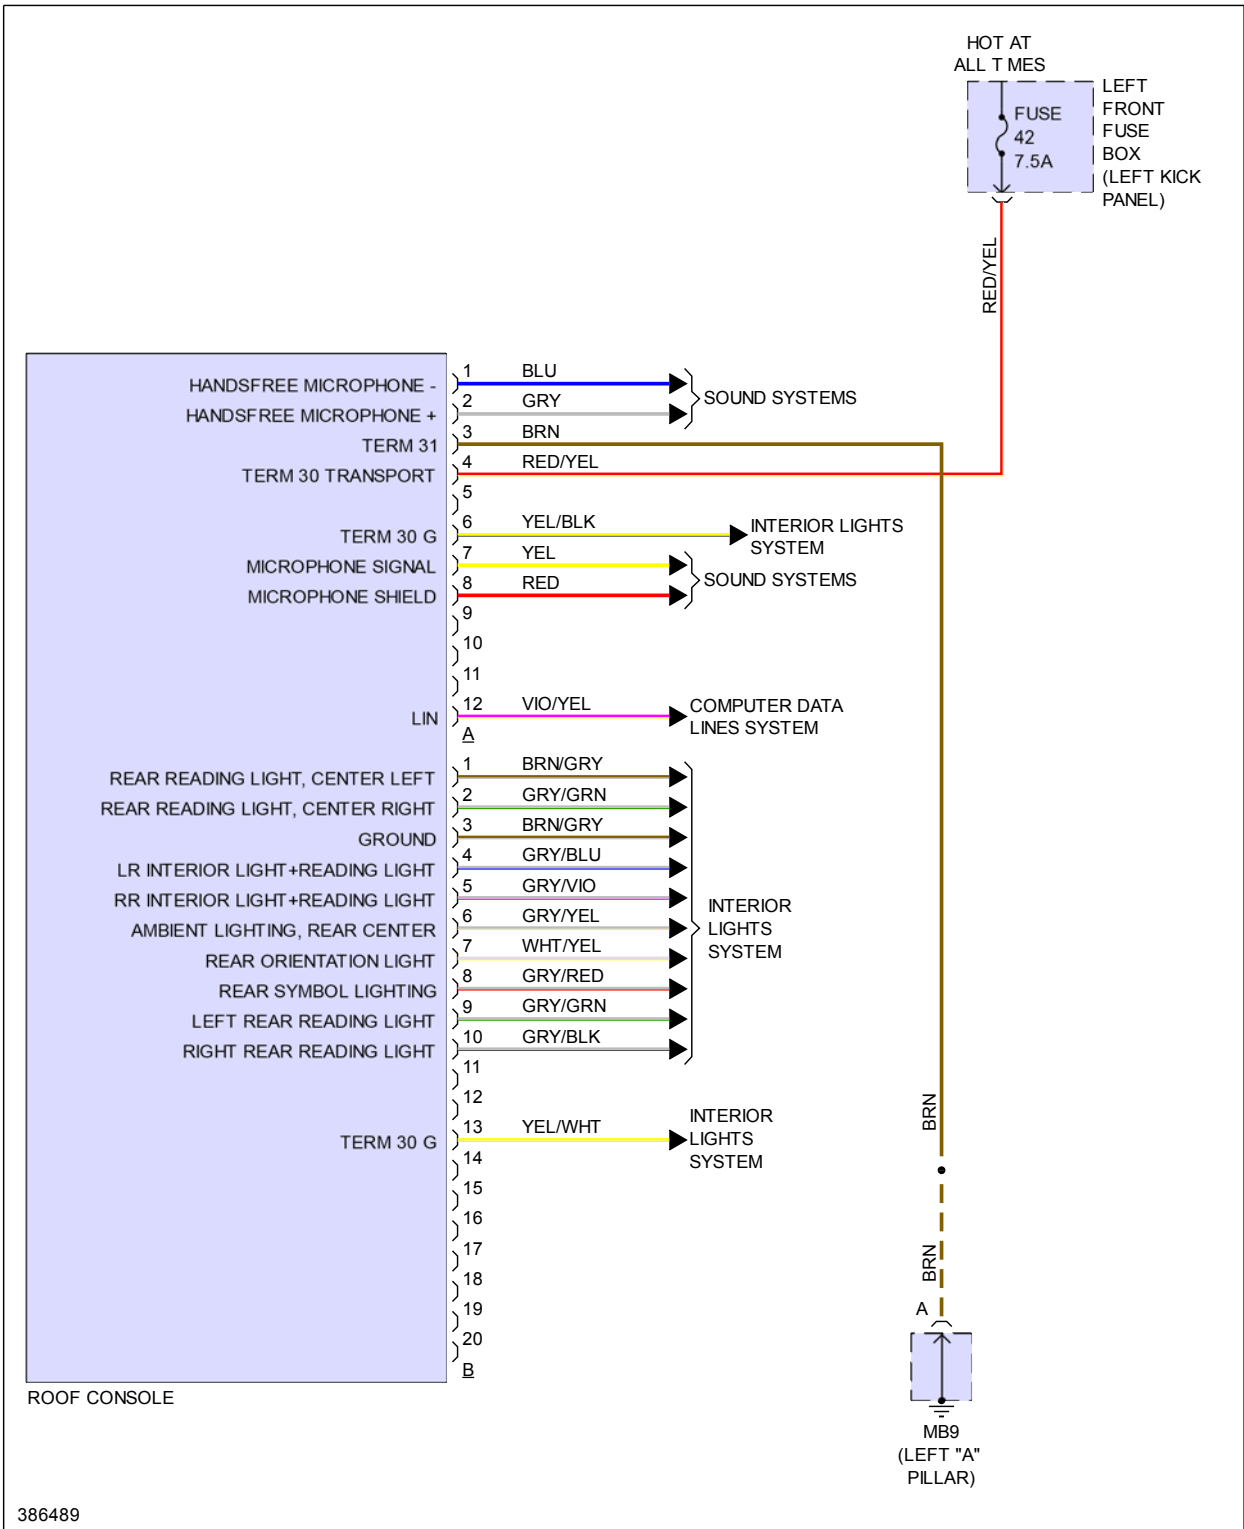 HOT AT
ALL T MES
LEFT
FRONT
FUSE
BOX
(LEFT KICK
PANEL)
FUSE
42
7.5A
RED/YEL
HANDSFREE MICROPHONE - 1 BLU
HANDSFREE MICROPHONE + 2 GRY
SOUND SYSTEMS
TERM 31 3 BRN
TERM 30 TRANSPORT 4 RED/YEL
5
TERM 30 G 6 YEL/BLK
INTERIOR LIGHTS
SYSTEM
MICROPHONE SIGNAL 7 YEL
MICROPHONE SHIELD 8 RED
SOUND SYSTEMS
9
10
11
LIN 12 VIO/YEL
COMPUTER DATA
LINES SYSTEM
A
REAR READING LIGHT, CENTER LEFT 1 BRN/GRY
REAR READING LIGHT, CENTER RIGHT 2 GRY/GRN
GROUND 3 BRN/GRY
LR INTERIOR LIGHT+READING LIGHT 4 GRY/BLU
RR INTERIOR LIGHT+READING LIGHT 5 GRY/VIO
AMBIENT LIGHTING, REAR CENTER 6 GRY/YEL
REAR ORIENTATION LIGHT 7 WHT/YEL
REAR SYMBOL LIGHTING 8 GRY/RED
LEFT REAR READING LIGHT 9 GRY/GRN
RIGHT REAR READING LIGHT 10 GRY/BLK
INTERIOR
LIGHTS
SYSTEM
11
12
TERM 30 G 13 YEL/WHT
INTERIOR
LIGHTS
SYSTEM
14
15
16
17
18
19
20
B
ROOF CONSOLE
BRN
BRN
A
MB9
(LEFT "A"
PILLAR)
386489